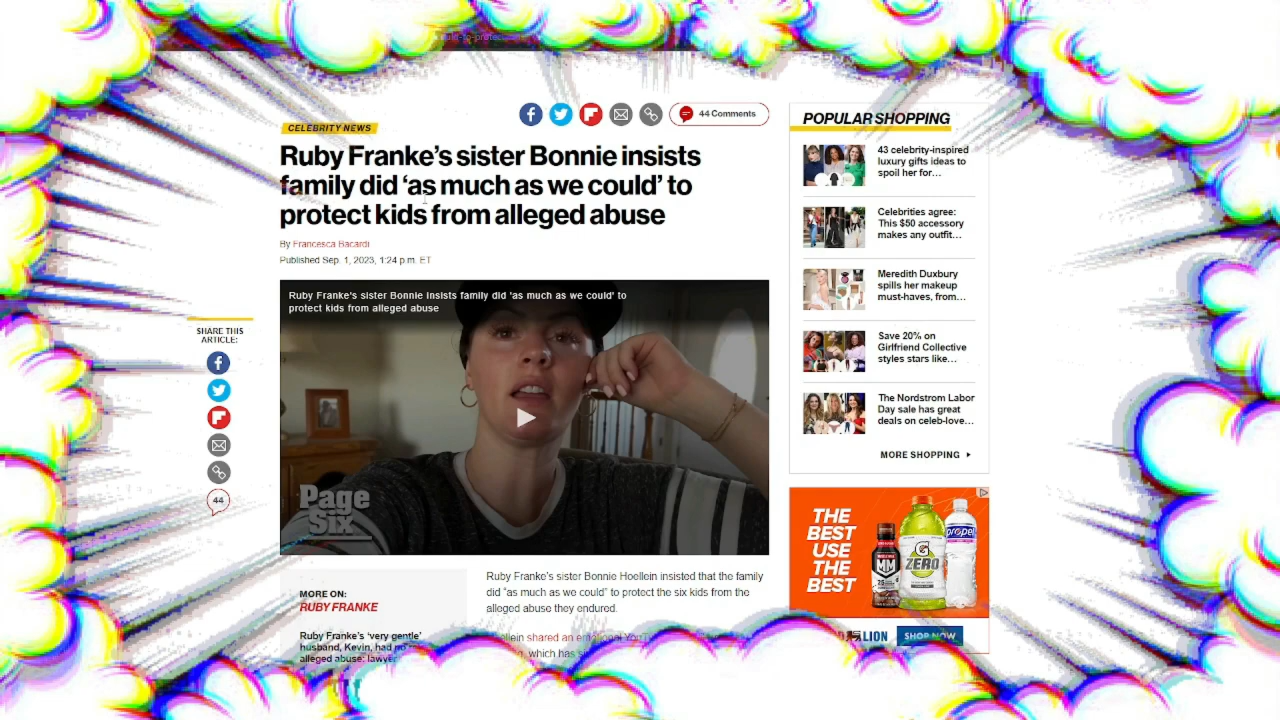 44 Comments
CELEBRITY NEWS
Ruby Franke's sister Bonnie insists
family did 'as much as we could' to
protect kids from alleged abuse
By Francesca Bacardi
Published Sep. 1, 2023, 1:24 p.m. ET
SHARE THIS
ARTICLE:
44
Ruby Franke's sister Bonnie insists family did 'as much as we could' to
protect kids from alleged abuse
Page
Six
MORE ON:
RUBY FRANKE
Ruby Franke's 'very gentle'
husband, Kevin, had no
alleged abuse: lawyer
Ruby Franke's sister Bonnie Hoellein insisted that the family
did "as much as we could" to protect the six kids from the
alleged abuse they endured.
shared an emotional
which has
POPULAR SHOPPING
43 celebrity-inspired
luxury gifts ideas to
spoil her for…
Celebrities agree:
This $50 accessory
makes any outfit…
Meredith Duxbury
spills her makeup
must-haves, from…
Save 20% on
Girlfriend Collective
styles stars like…
The Nordstrom Labor
Day sale has great
deals on celeb-love…
MORE SHOPPING
THE
BEST
USE
THE
BEST
MM
G
ZERO
propel
LION
SHOP NOW